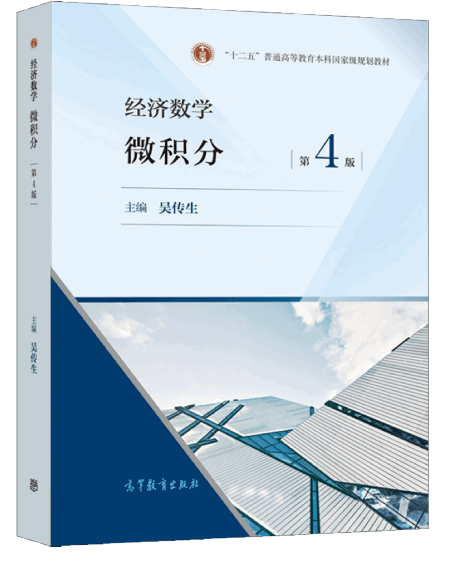 "十二五"普通高等教育本科国家级规划教材
经济数学
微积分
第4版
主编 吴传生
高等教育出版社
经济数学 微积分 第4版
主编 吴传生